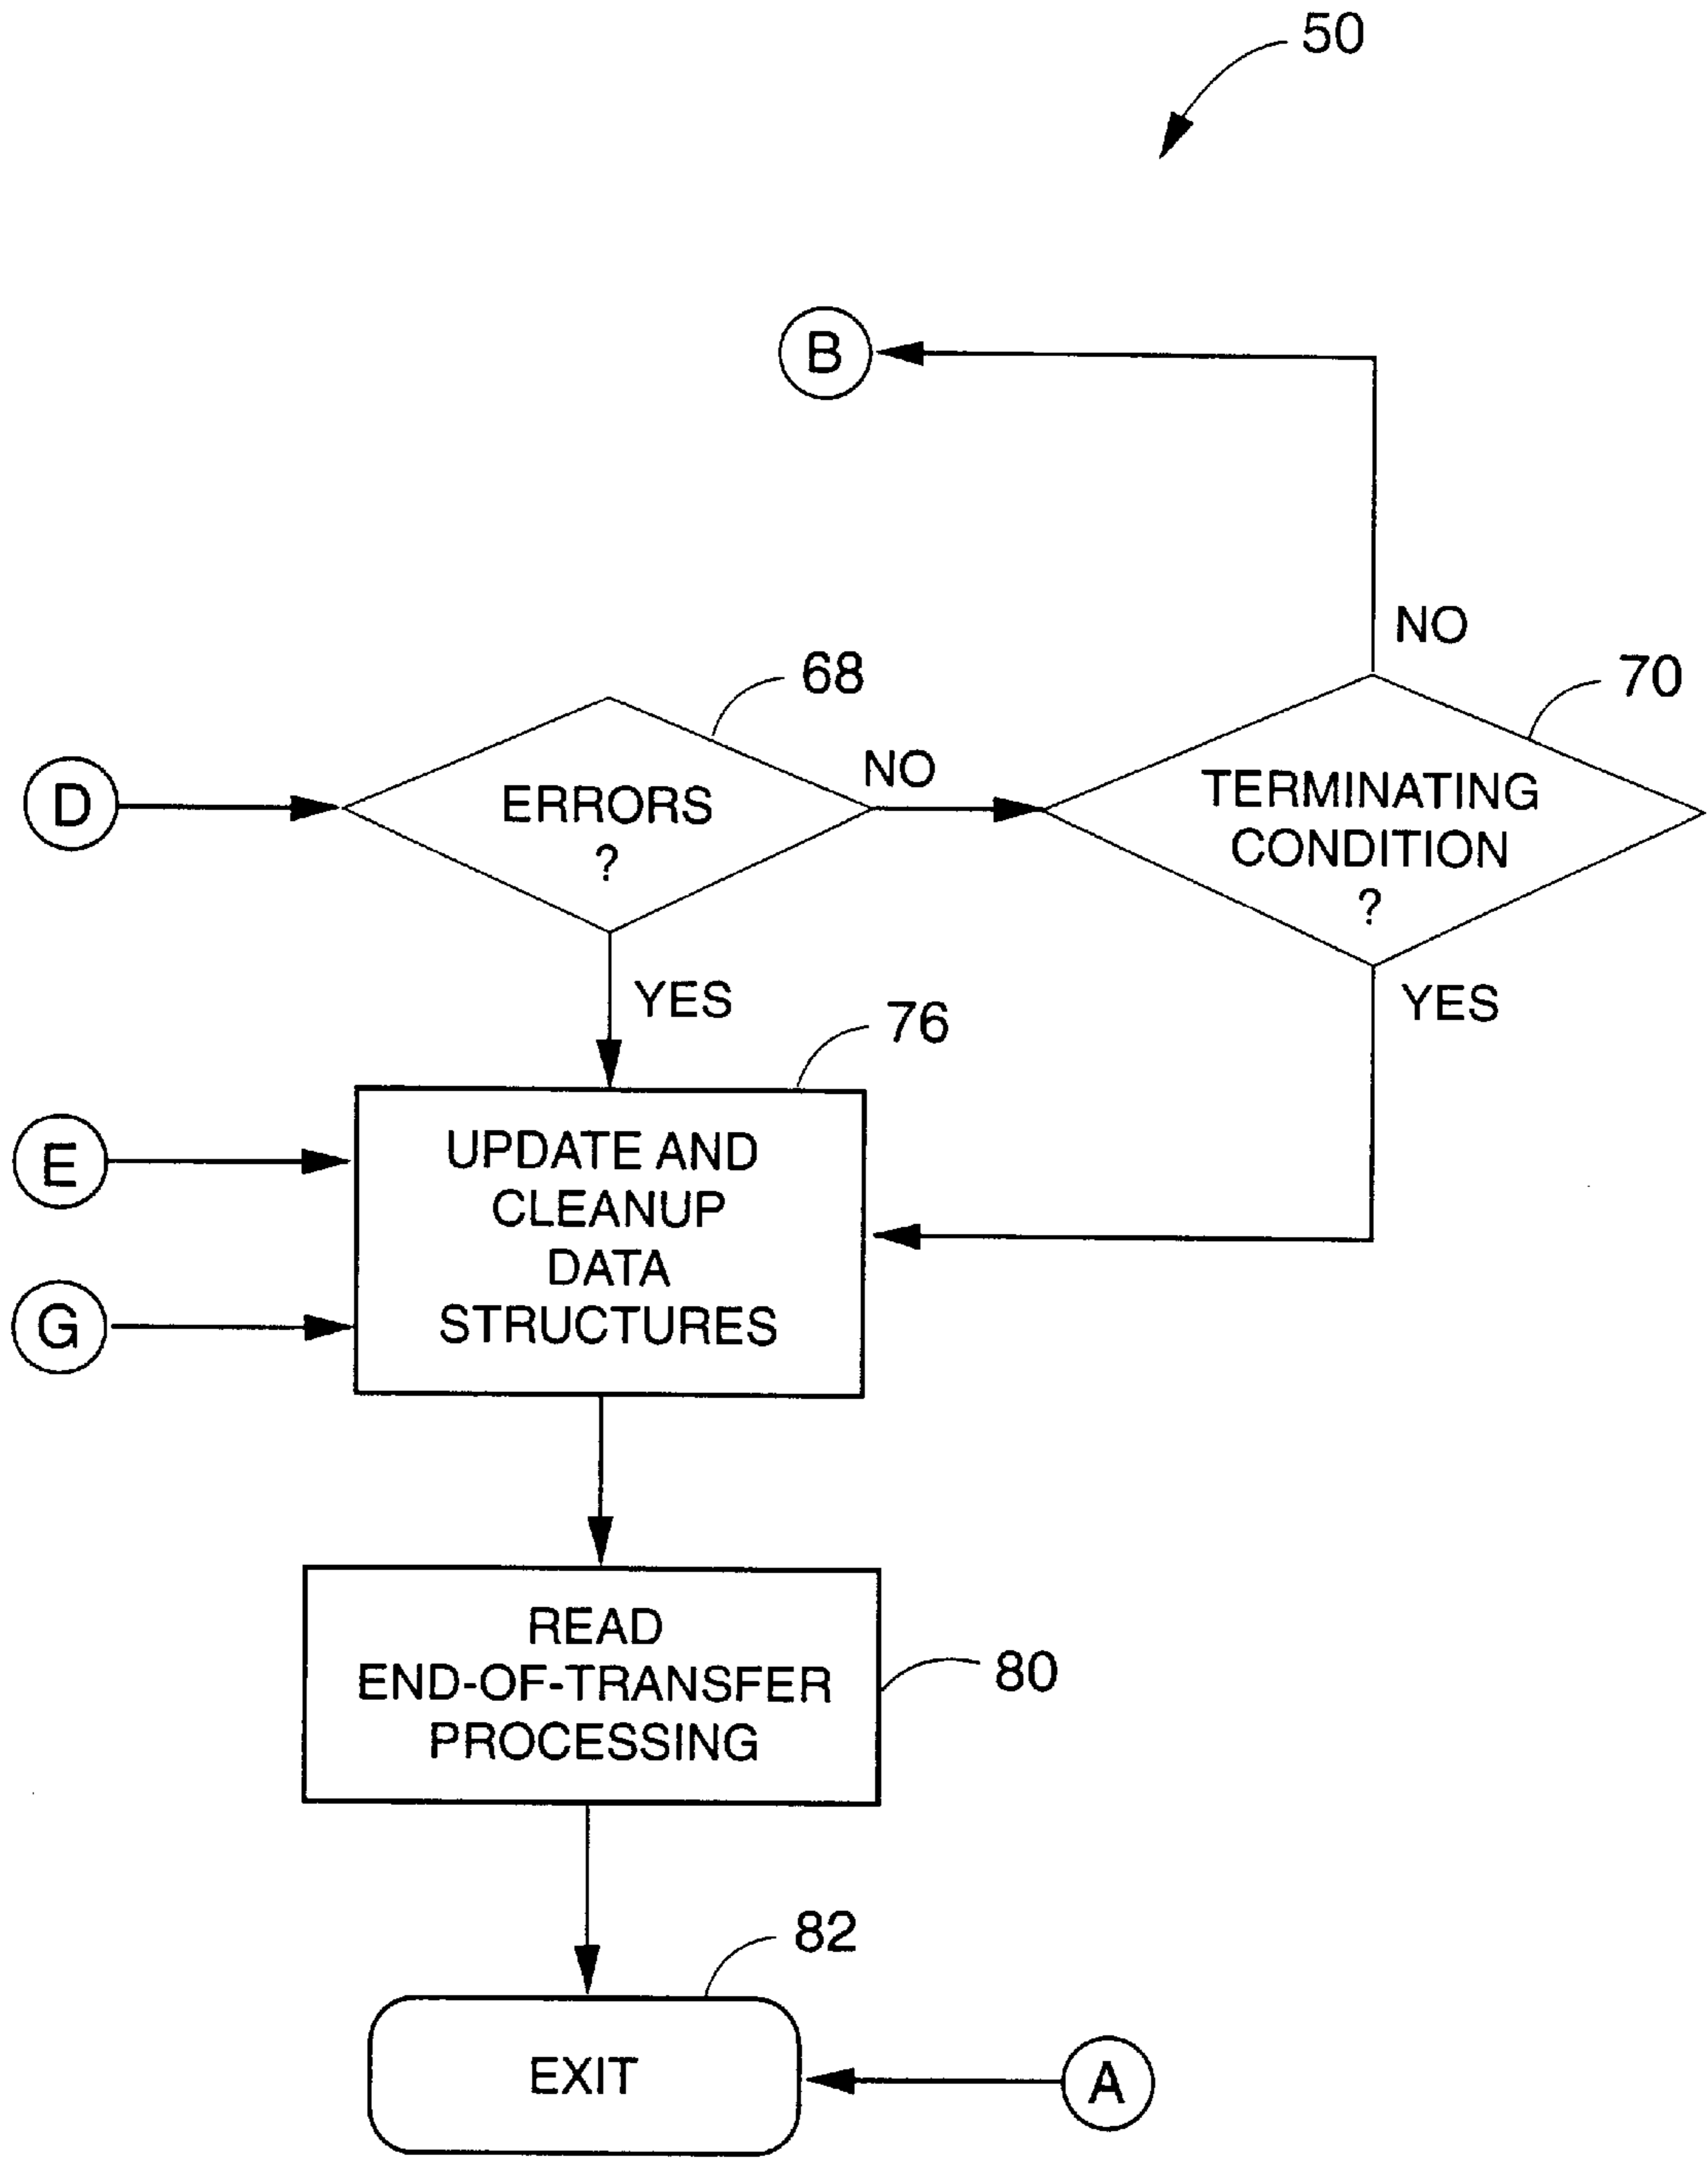 50
B
NO
68
70
NO
D
ERRORS
?
TERMINATING
CONDITION
?
YES
YES
76
E
UPDATE AND
CLEANUP
DATA
STRUCTURES
G
READ
END-OF-TRANSFER
PROCESSING
80
82
EXIT
A